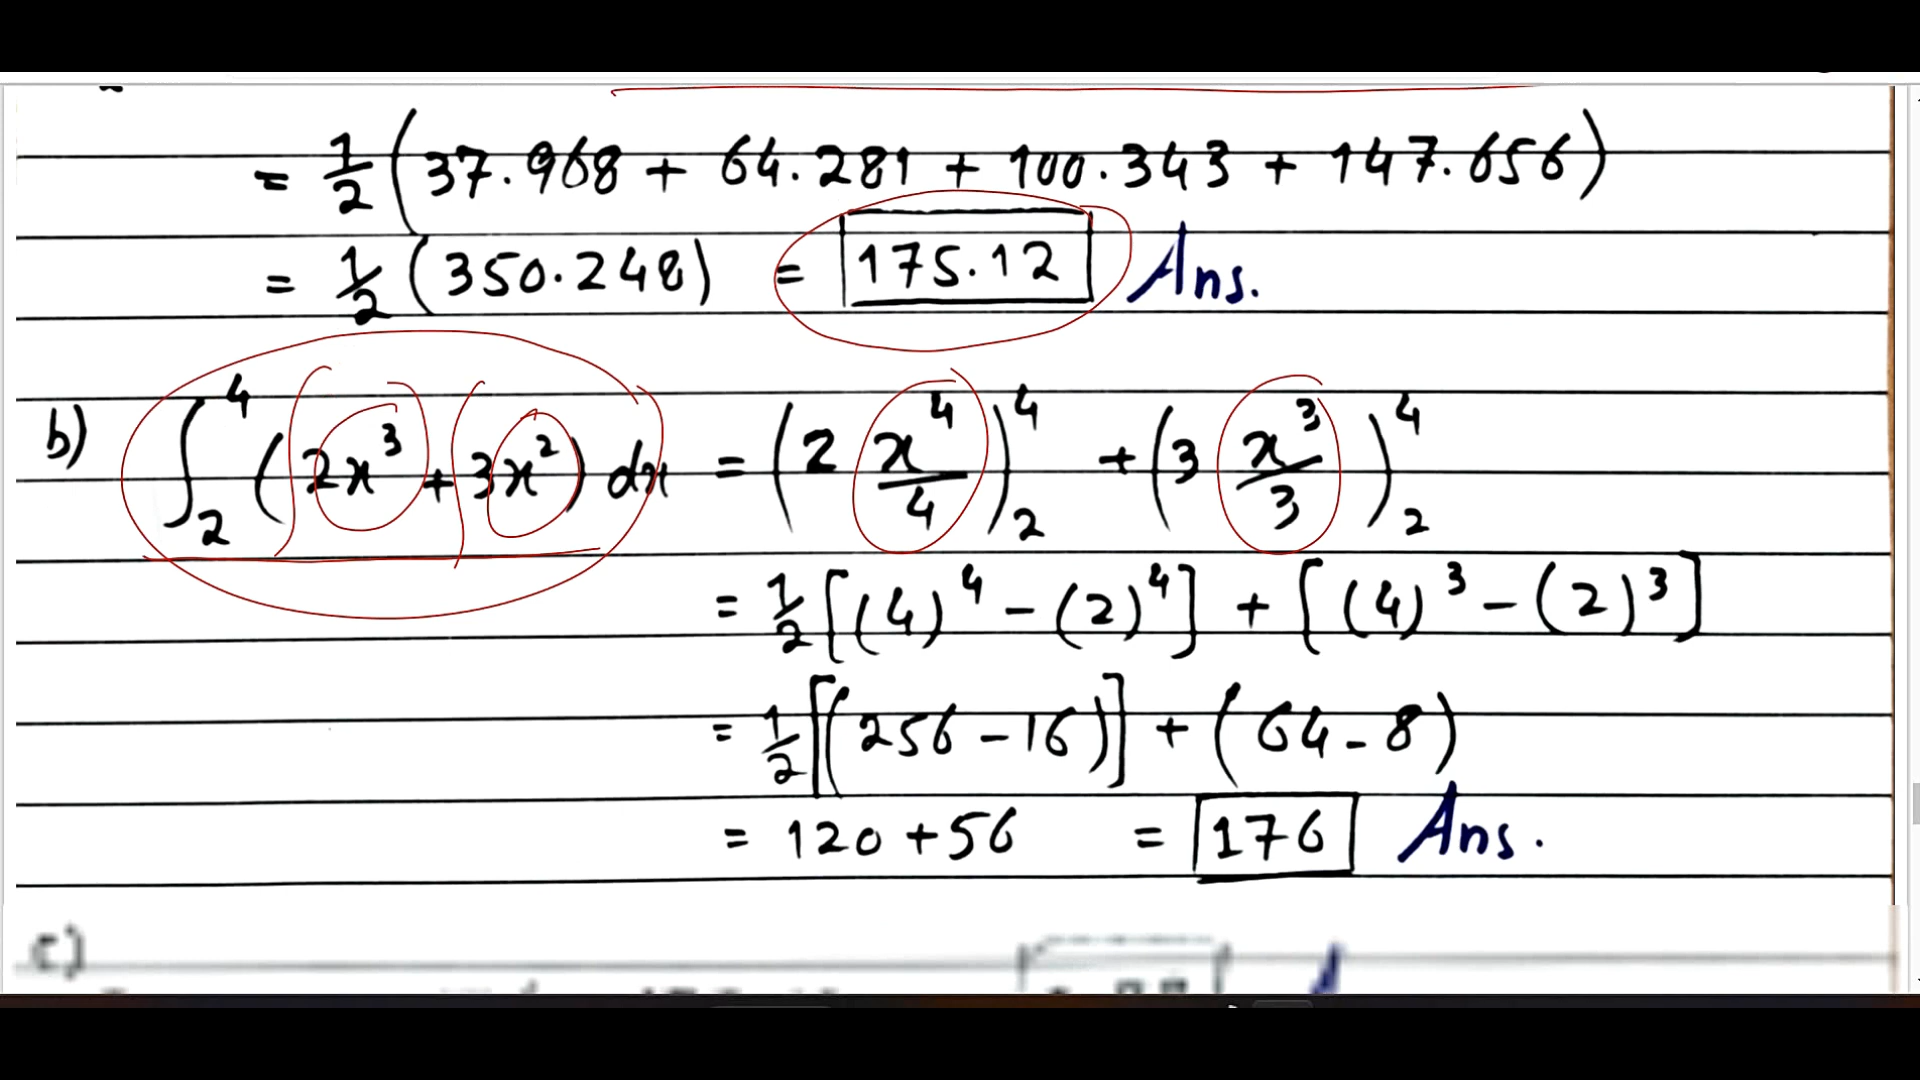 = 1/2 (37.968 + 64.281 + 100.343 + 147.656)
= 1/2 (350.248) = 175.12 Ans.
b) ∫₂⁴ (2x³ + 3x²) dx = (2 x⁴/4)₂⁴ + (3 x³/3)₂⁴
= 1/2 [(4)⁴ - (2)⁴] + [(4)³ - (2)³]
= 1/2 [(256 - 16)] + (64 - 8)
= 120 + 56 = 176 Ans.
c)